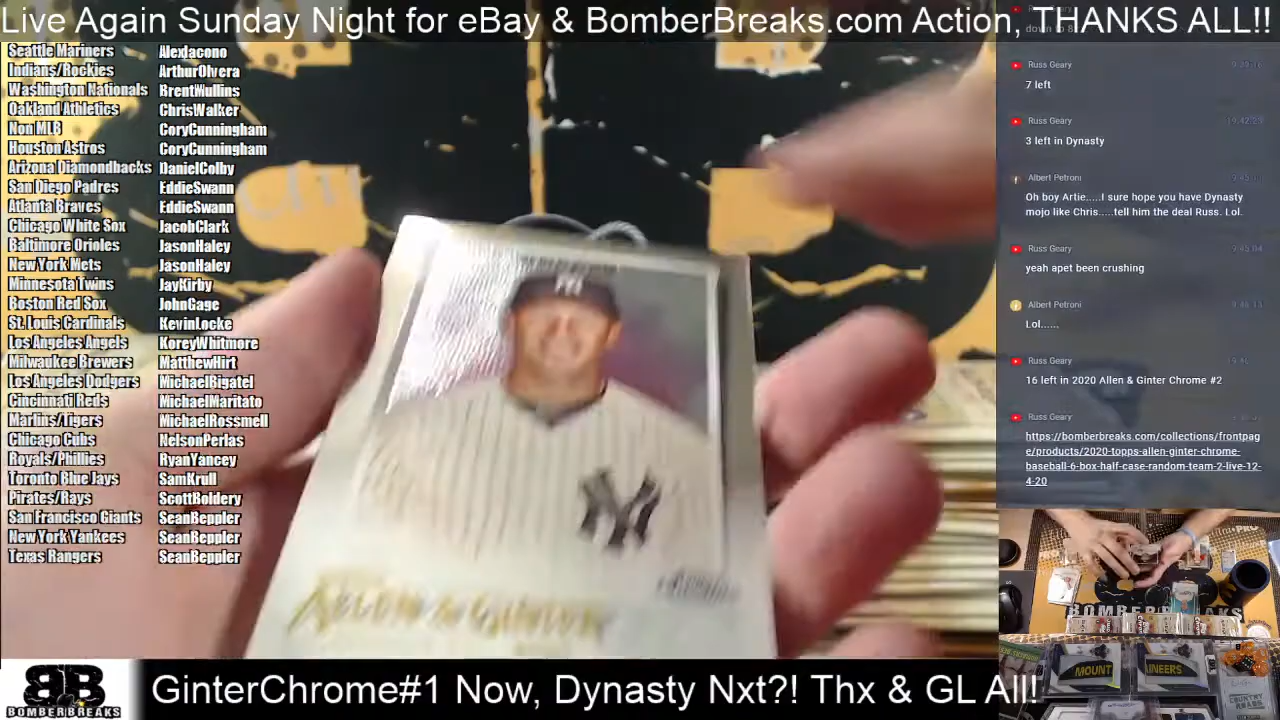 Live Again Sunday Night for eBay & BomberBreaks.com Action, THANKS ALL!!
Seattle Mariners AlexJacono
Indians/Rockies ArthurOlvera
Washington Nationals BrentMullins
Oakland Athletics ChrisWalker
Non MLB CoryCunningham
Houston Astros CoryCunningham
Arizona Diamondbacks DanielColby
San Diego Padres EddieSwann
Atlanta Braves EddieSwann
Chicago White Sox JacobClark
Baltimore Orioles JasonHaley
New York Mets JasonHaley
Minnesota Twins JayKirby
Boston Red Sox JohnGage
St. Louis Cardinals KevinLocke
Los Angeles Angels KoreyWhitmore
Milwaukee Brewers MatthewHirt
Los Angeles Dodgers MichaelBigatel
Cincinnati Reds MichaelMaritato
Marlins/Tigers MichaelRossmell
Chicago Cubs NelsonPerlas
Royals/Phillies RyanYancey
Toronto Blue Jays SamKrull
Pirates/Rays ScottBoldery
San Francisco Giants SeanBeppler
New York Yankees SeanBeppler
Texas Rangers SeanBeppler
NY
Allen & Ginter
down to 8
Russ Geary
7 left
Russ Geary
3 left in Dynasty
Albert Petroni
Oh boy Artie.....I sure hope you have Dynasty
mojo like Chris.....tell him the deal Russ. Lol.
Russ Geary
yeah apet been crushing
Albert Petroni
Lol......
Russ Geary
16 left in 2020 Allen & Ginter Chrome #2
Russ Geary
https://bomberbreaks.com/collections/frontpag
e/products/2020-topps-allen-ginter-chrome-
baseball-6-box-half-case-random-team-2-live-12-
4-20
BOMBERBREAKS
MOUNT
AINEERS
BB
BOMBERBREAKS
GinterChrome#1 Now, Dynasty Nxt?! Thx & GL All!